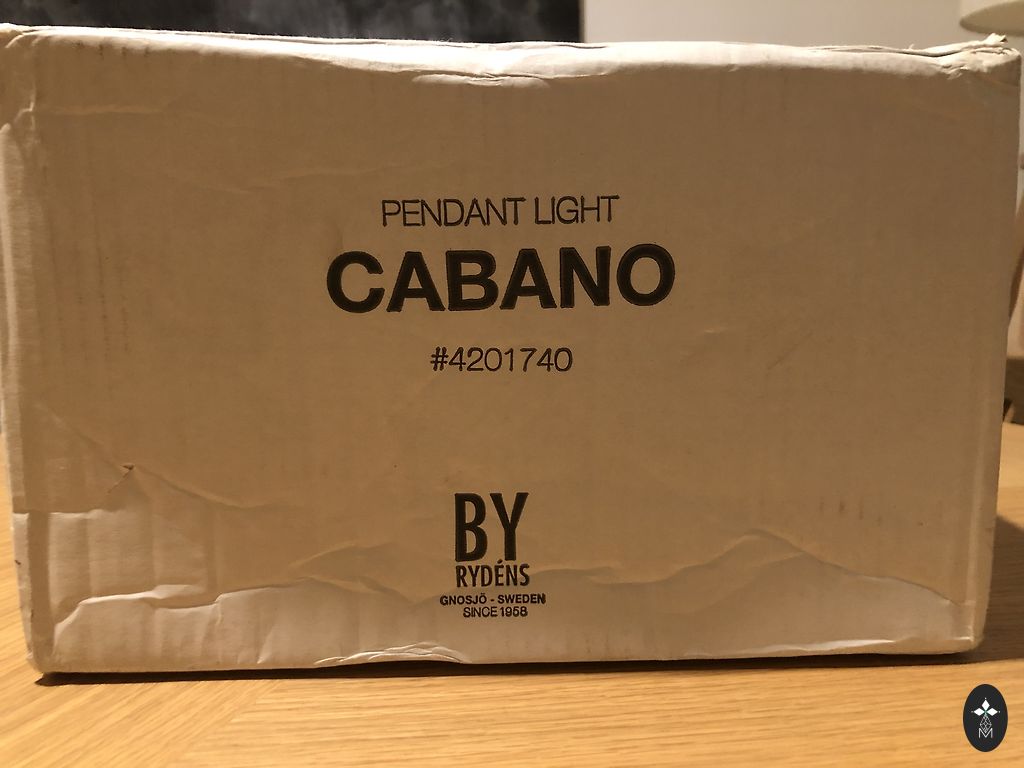 PENDANT LIGHT
CABANO
#4201740
BY
RYDÉNS
GNOSJÖ - SWEDEN
SINCE 1958
M